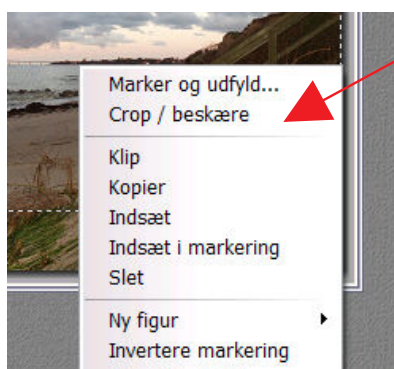 Marker og udfyld...
Crop / beskære
Klip
Kopier
Indsæt
Indsæt i markering
Slet
Ny figur
Invertere markering